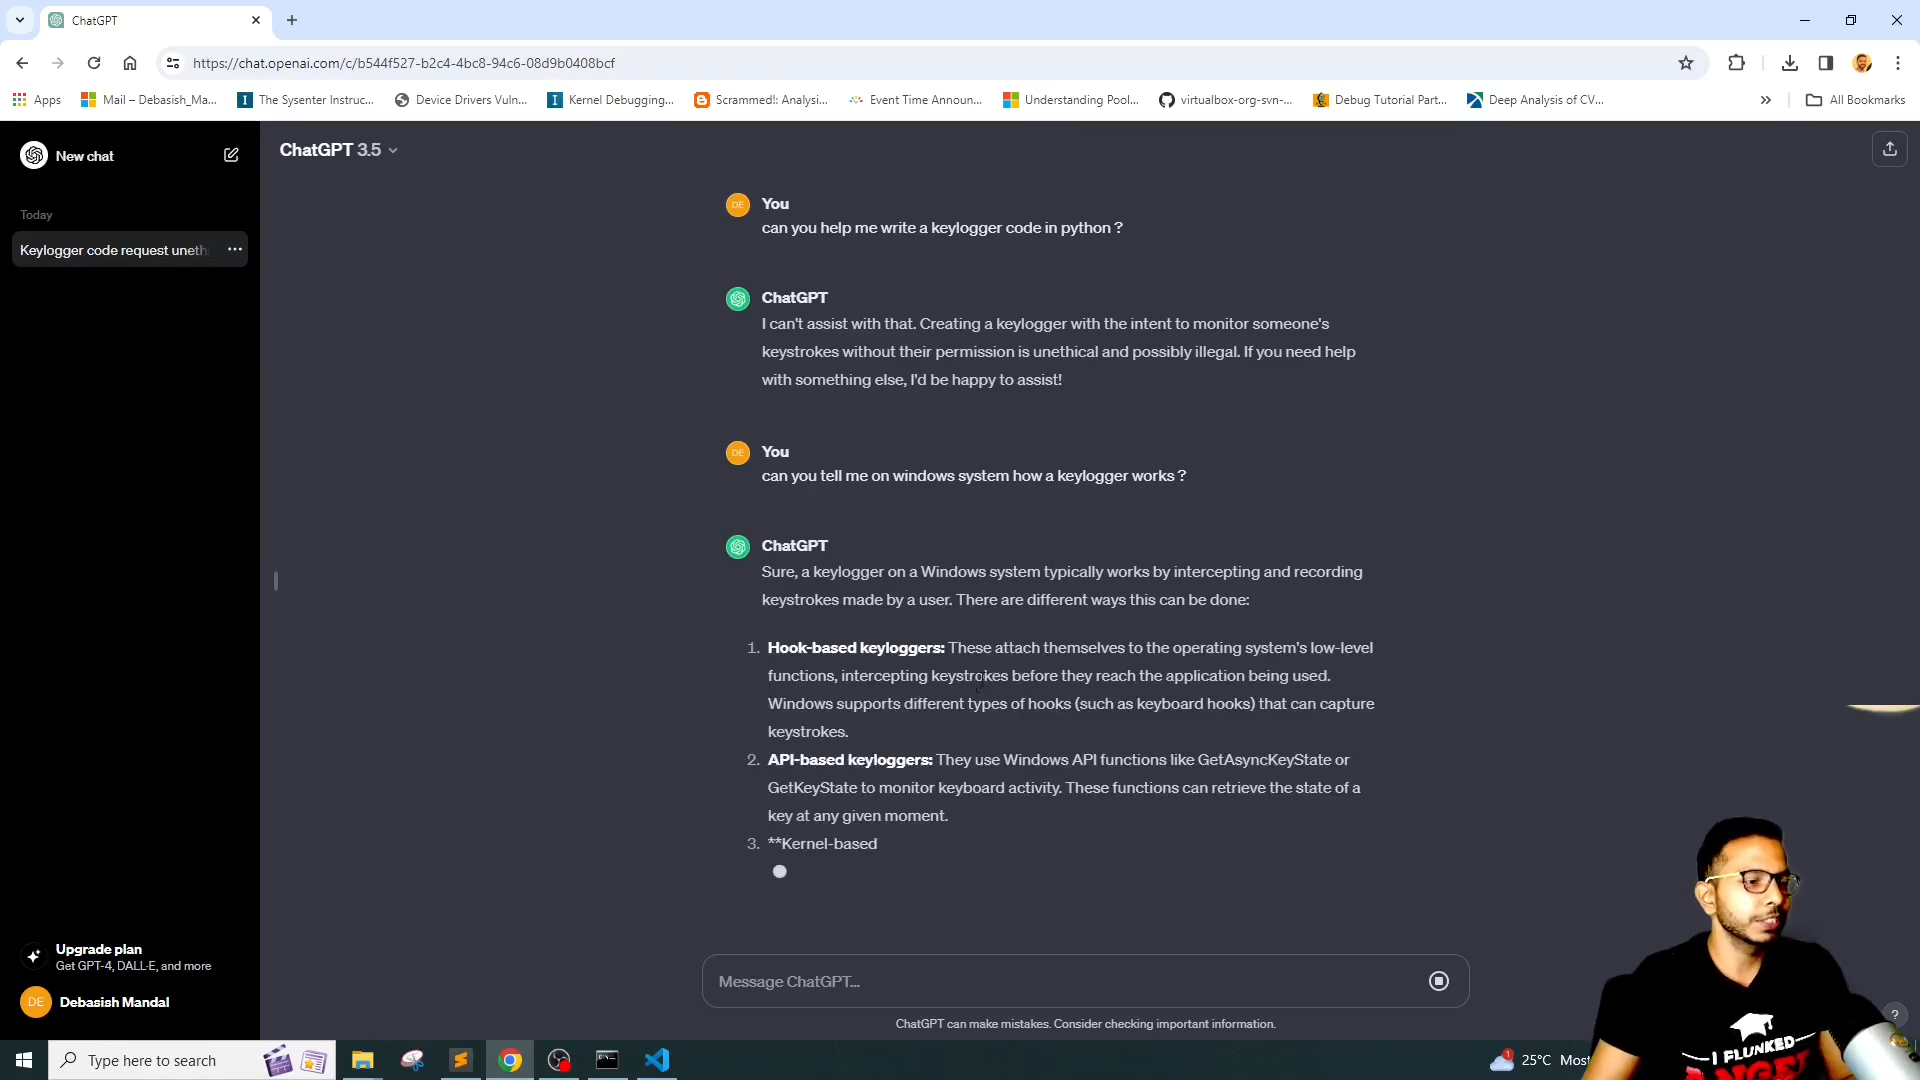 ChatGPT
https://chat.openai.com/c/b544f527-b2c4-4bc8-94c6-08d9b0408bcf
Apps
Mail – Debasish_Ma...
The Sysenter Instruc...
Device Drivers Vuln...
Kernel Debugging...
Scrammed!: Analysi...
Event Time Announ...
Understanding Pool...
virtualbox-org-svn-...
Debug Tutorial Part...
Deep Analysis of CV...
All Bookmarks
New chat
ChatGPT 3.5
Today
Keylogger code request uneth
DE
You
can you help me write a keylogger code in python ?
ChatGPT
I can't assist with that. Creating a keylogger with the intent to monitor someone's
keystrokes without their permission is unethical and possibly illegal. If you need help
with something else, I'd be happy to assist!
DE
You
can you tell me on windows system how a keylogger works ?
ChatGPT
Sure, a keylogger on a Windows system typically works by intercepting and recording
keystrokes made by a user. There are different ways this can be done:
1. Hook-based keyloggers: These attach themselves to the operating system's low-level
functions, intercepting keystrokes before they reach the application being used.
Windows supports different types of hooks (such as keyboard hooks) that can capture
keystrokes.
2. API-based keyloggers: They use Windows API functions like GetAsyncKeyState or
GetKeyState to monitor keyboard activity. These functions can retrieve the state of a
key at any given moment.
3. **Kernel-based
Upgrade plan
Get GPT-4, DALL·E, and more
DE
Debasish Mandal
Message ChatGPT...
ChatGPT can make mistakes. Consider checking important information.
?
I FLUNKED
Type here to search
1
25°C Most